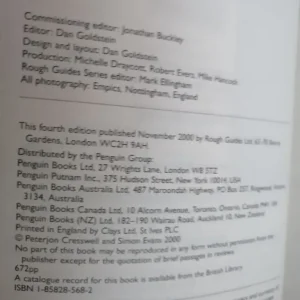 Commissioning editor: Jonathan Buckley
Editor: Dan Goldstein
Design and layout: Dan Goldstein
Production: Michelle Draycott, Robert Evers, Mike Hancock
Rough Guides Series editor: Mark Ellingham
All photography: Empics, Nottingham, England
This fourth edition published November 2000 by Rough Guides Ltd, 62-70
Gardens, London WC2H 9AH.
Distributed by the Penguin Group:
Penguin Books Ltd, 27 Wrights Lane, London W8 5TZ
Penguin Putnam Inc., 375 Hudson Street, New York 10014, USA
Penguin Books Australia Ltd, 487 Maroondah Highway, PO Box 257, Ringwood
3134, Australia
Penguin Books Canada Ltd, 10 Alcorn Avenue, Toronto, Ontario, Canada
Penguin Books (NZ) Ltd, 182–190 Wairau Road, Auckland 10, New Zealand
Printed in England by Clays Ltd, St Ives PLC
© Peterjon Cresswell and Simon Evans 2000
No part of this book may be reproduced in any form without permission from the
publisher except for the quotation of brief passages in reviews
672pp
A catalogue record for this book is available from the British Library
ISBN 1-85828-568-2